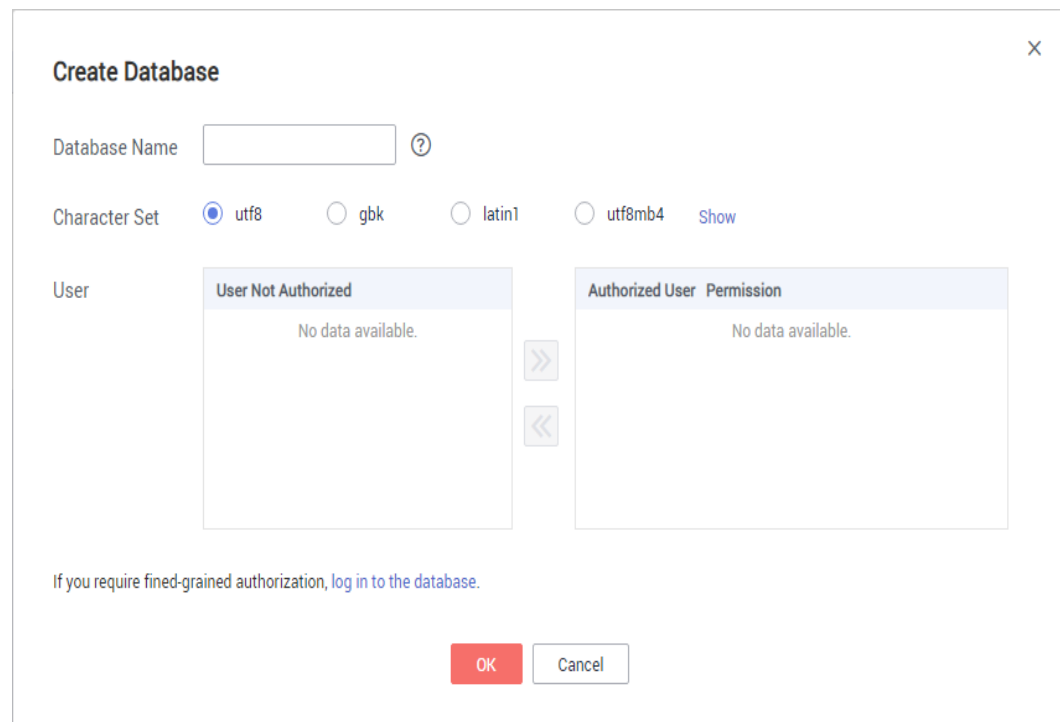 Create Database
Database Name
Character Set utf8 gbk latin1 utf8mb4 Show
User
User Not Authorized
No data available.
Authorized User Permission
No data available.
If you require fined-grained authorization, log in to the database.
OK Cancel